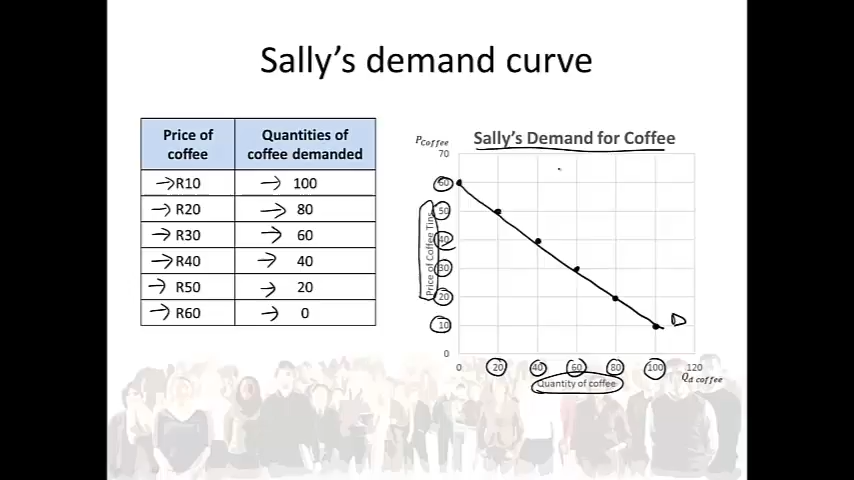 Sally's demand curve
Price of coffee
Quantities of coffee demanded
R10 100
R20 80
R30 60
R40 40
R50 20
R60 0
P_Coffee
Sally's Demand for Coffee
70
60
50
40
30
20
10
0
Price of Coffee Tins
D
0 20 40 60 80 100 120
Quantity of coffee
Q_d coffee